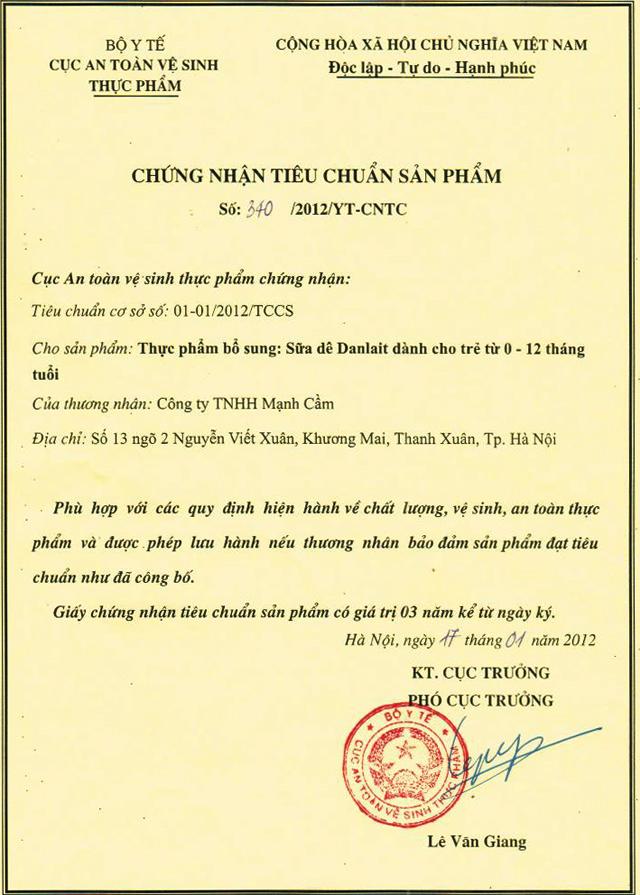 BỘ Y TẾ
CỤC AN TOÀN VỆ SINH
THỰC PHẨM
CỘNG HÒA XÃ HỘI CHỦ NGHĨA VIỆT NAM
Độc lập - Tự do - Hạnh phúc
CHỨNG NHẬN TIÊU CHUẨN SẢN PHẨM
Số: 340 /2012/YT-CNTC
Cục An toàn vệ sinh thực phẩm chứng nhận:
Tiêu chuẩn cơ sở số: 01-01/2012/TCCS
Cho sản phẩm: Thực phẩm bổ sung: Sữa dê Danlait dành cho trẻ từ 0 - 12 tháng
tuổi
Của thương nhân: Công ty TNHH Mạnh Cầm
Địa chỉ: Số 13 ngõ 2 Nguyễn Viết Xuân, Khương Mai, Thanh Xuân, Tp. Hà Nội
Phù hợp với các quy định hiện hành về chất lượng, vệ sinh, an toàn thực
phẩm và được phép lưu hành nếu thương nhân bảo đảm sản phẩm đạt tiêu
chuẩn như đã công bố.
Giấy chứng nhận tiêu chuẩn sản phẩm có giá trị 03 năm kể từ ngày ký.
Hà Nội, ngày 17 tháng 01 năm 2012
KT. CỤC TRƯỞNG
PHÓ CỤC TRƯỞNG
BỘ Y TẾ
CỤC AN TOÀN VỆ SINH THỰC PHẨM
Lê Văn Giang